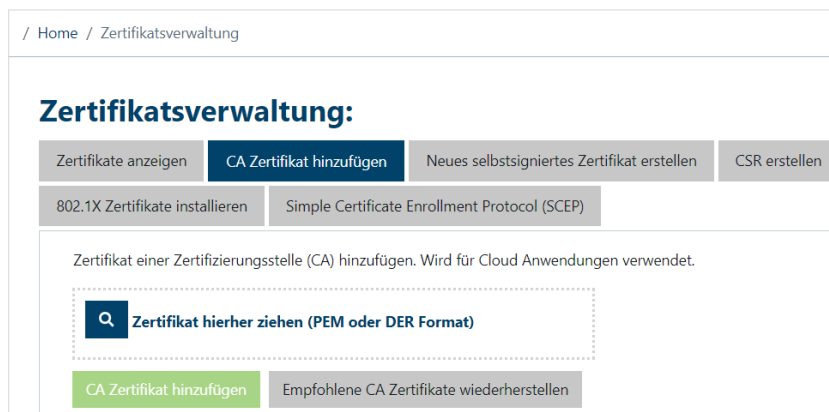 / Home / Zertifikatsverwaltung
Zertifikatsverwaltung:
Zertifikate anzeigen CA Zertifikat hinzufügen Neues selbstsigniertes Zertifikat erstellen CSR erstellen
802.1X Zertifikate installieren Simple Certificate Enrollment Protocol (SCEP)
Zertifikat einer Zertifizierungsstelle (CA) hinzufügen. Wird für Cloud Anwendungen verwendet.
Zertifikat hierher ziehen (PEM oder DER Format)
CA Zertifikat hinzufügen Empfohlene CA Zertifikate wiederherstellen